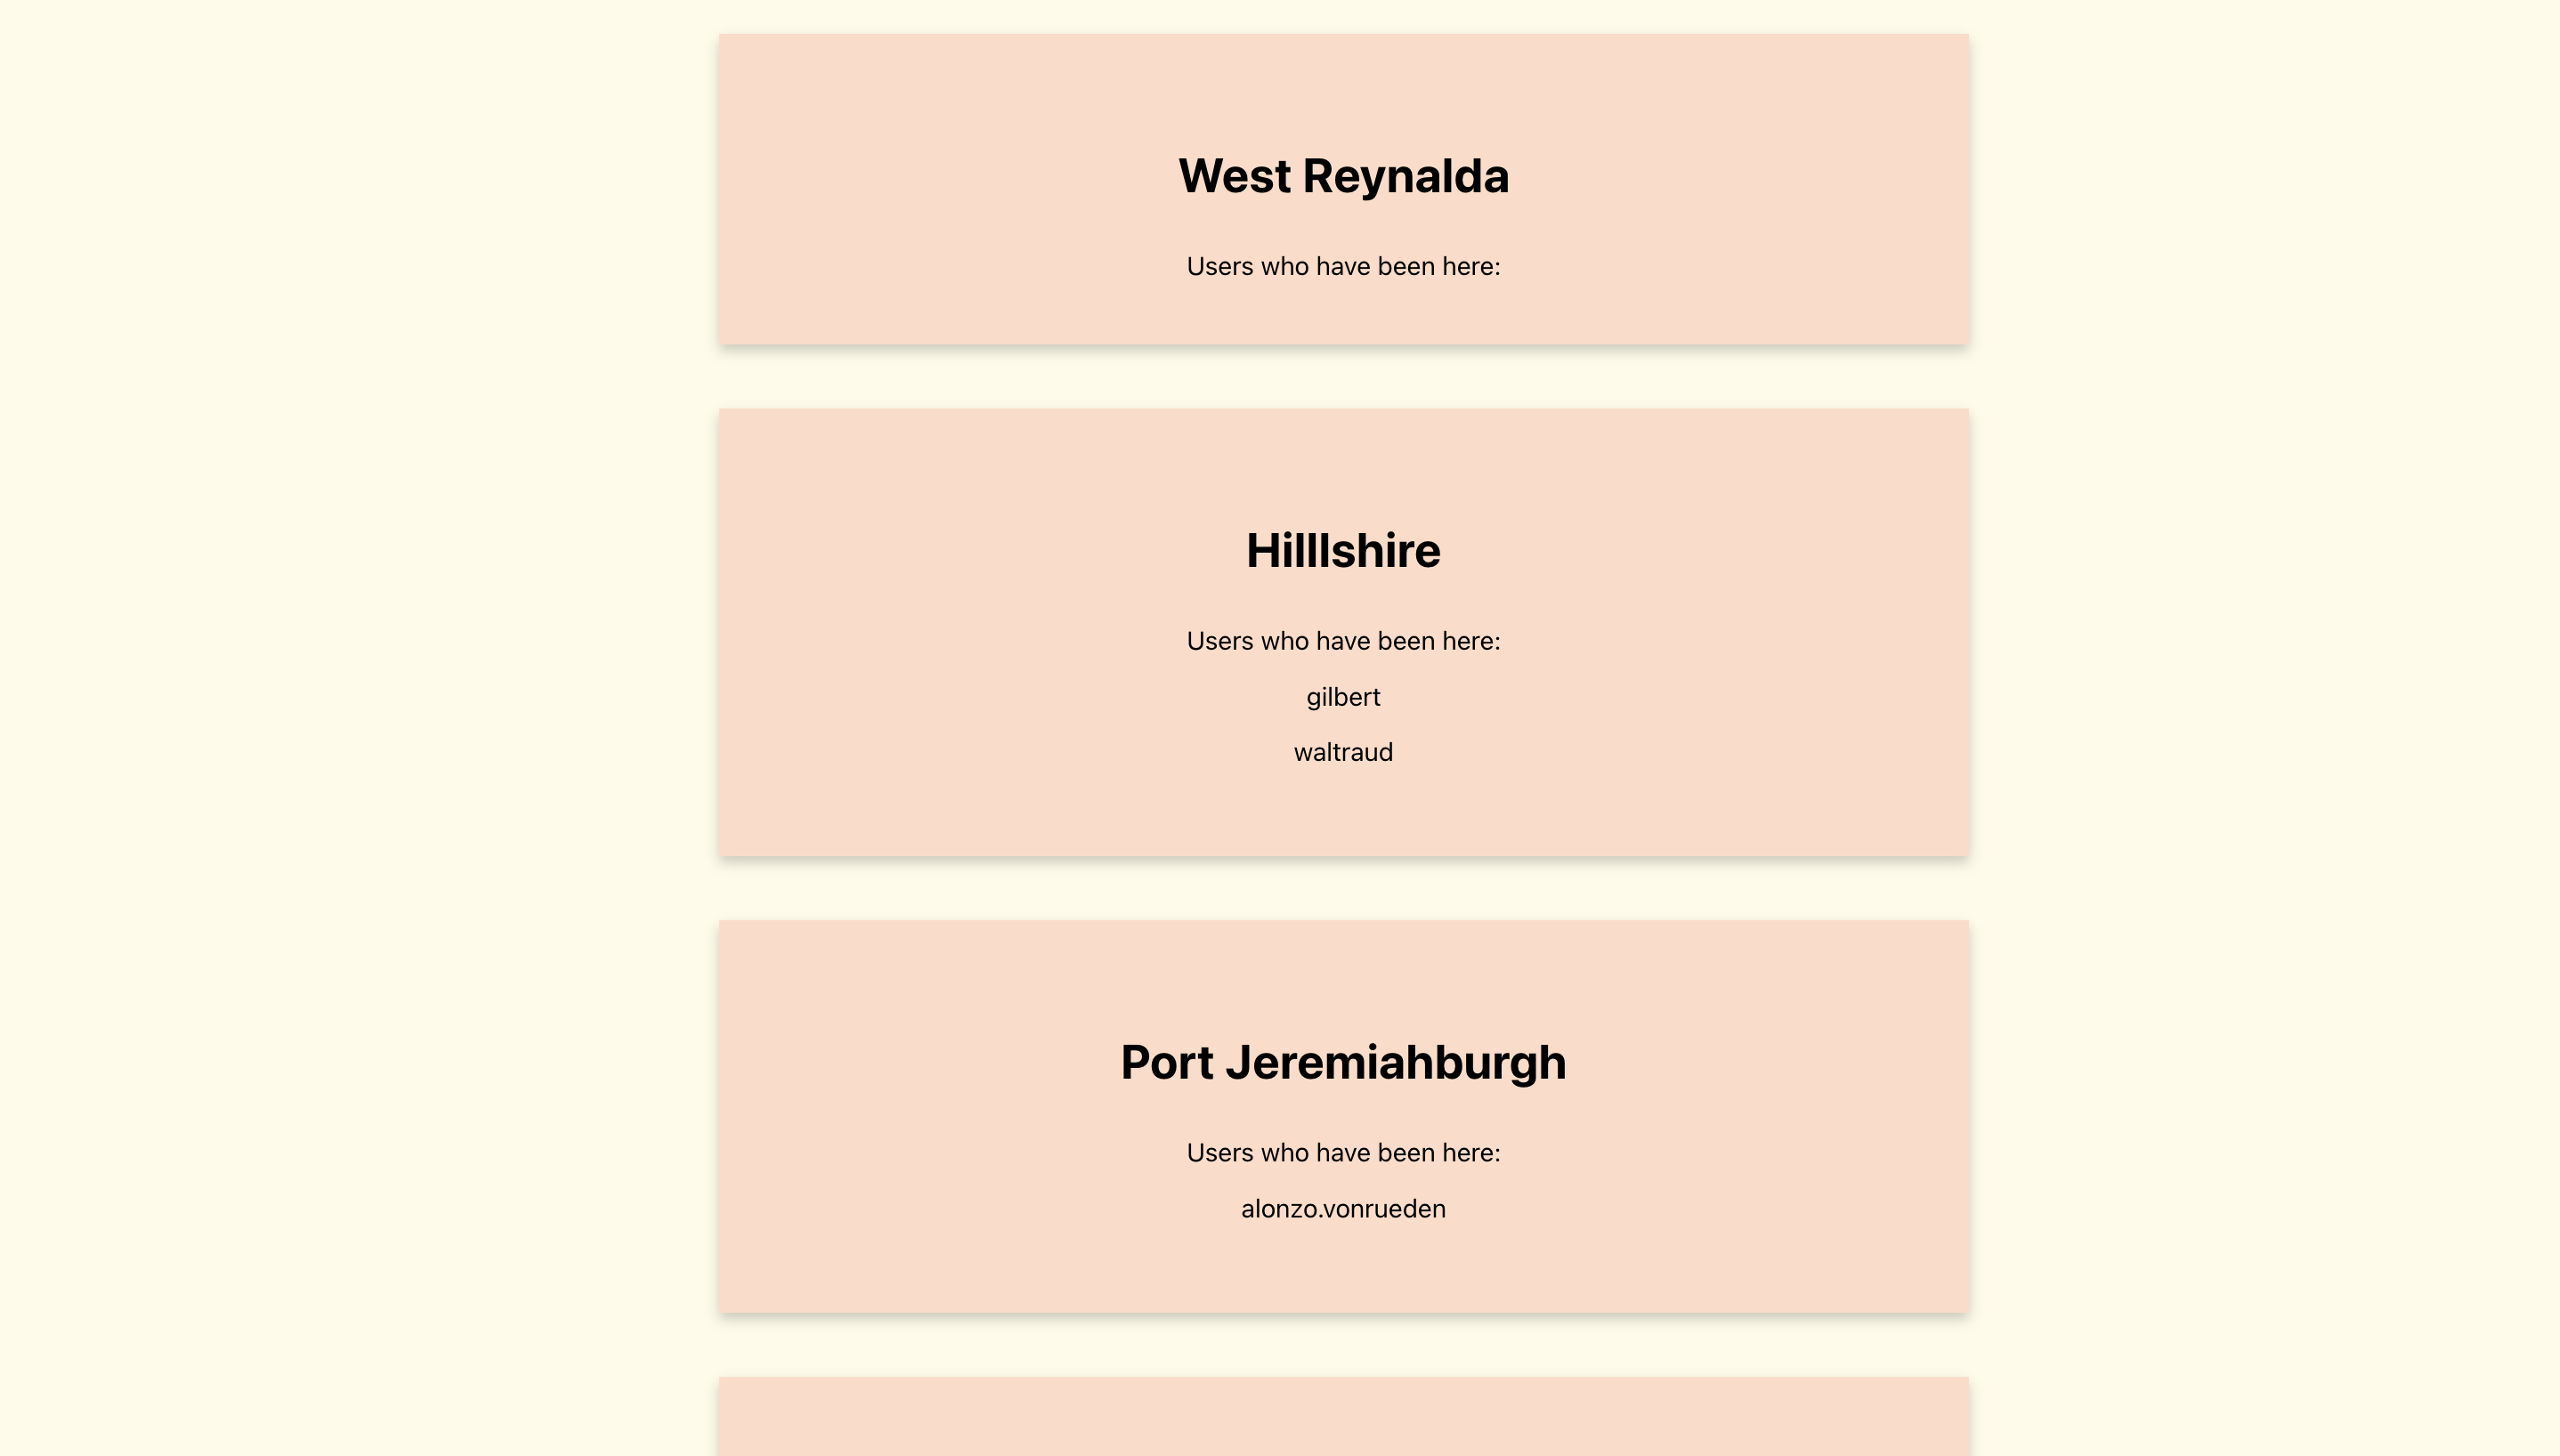 West Reynalda
Users who have been here:
Hilllshire
Users who have been here:
gilbert
waltraud
Port Jeremiahburgh
Users who have been here:
alonzo.vonrueden